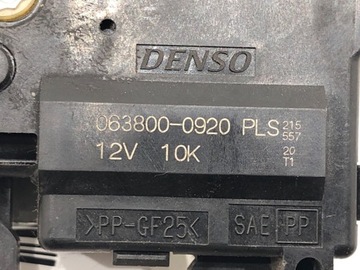 DENSO
063800-0920 PLS 215
557
12V 10K 20
T1
>PP-GF25< SAE PP